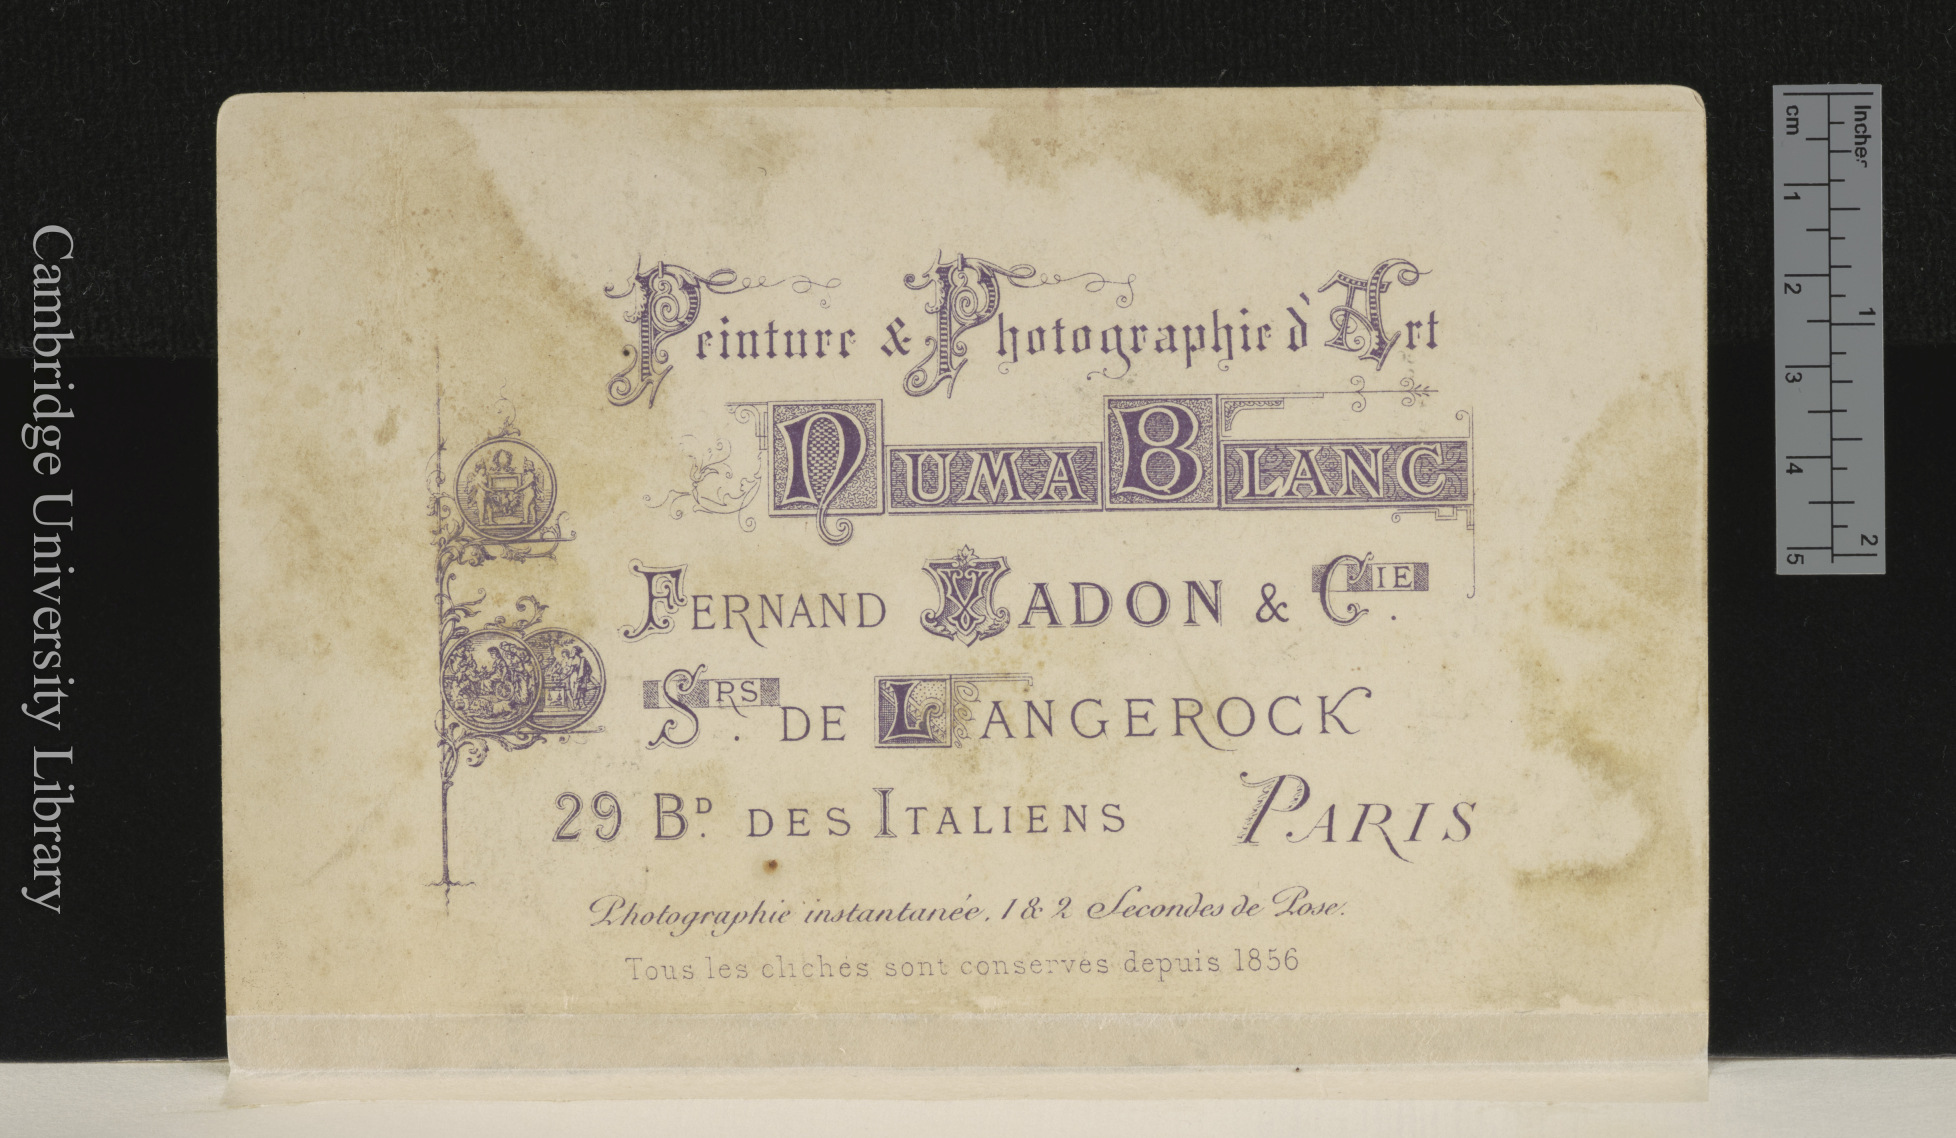 Peinture & Photographie d'Art
NUMA BLANC
FERNAND VADON & CIE.
SRS. DE LANGEROCK
29 BD. DES ITALIENS PARIS
Photographie instantanée, 1 & 2 Secondes de Pose.
Tous les clichés sont conservés depuis 1856
Cambridge University Library
cm Inches
1 2 3 4 5
1 2